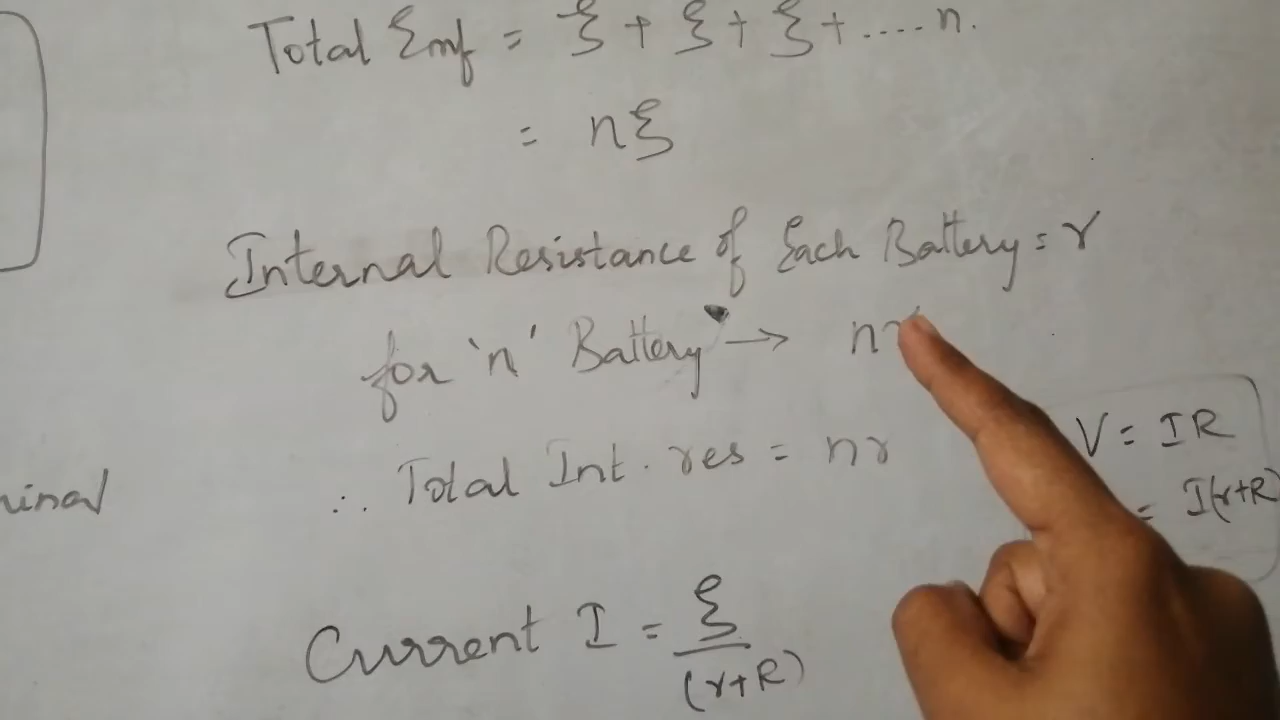 Total Emf = ξ + ξ + ξ + .... n.
= nξ
Internal Resistance of Each Battery = r
for 'n' Battery → nr
∴ Total Int. res = nr
V = IR
= I(r+R)
Current I = ξ
(r+R)